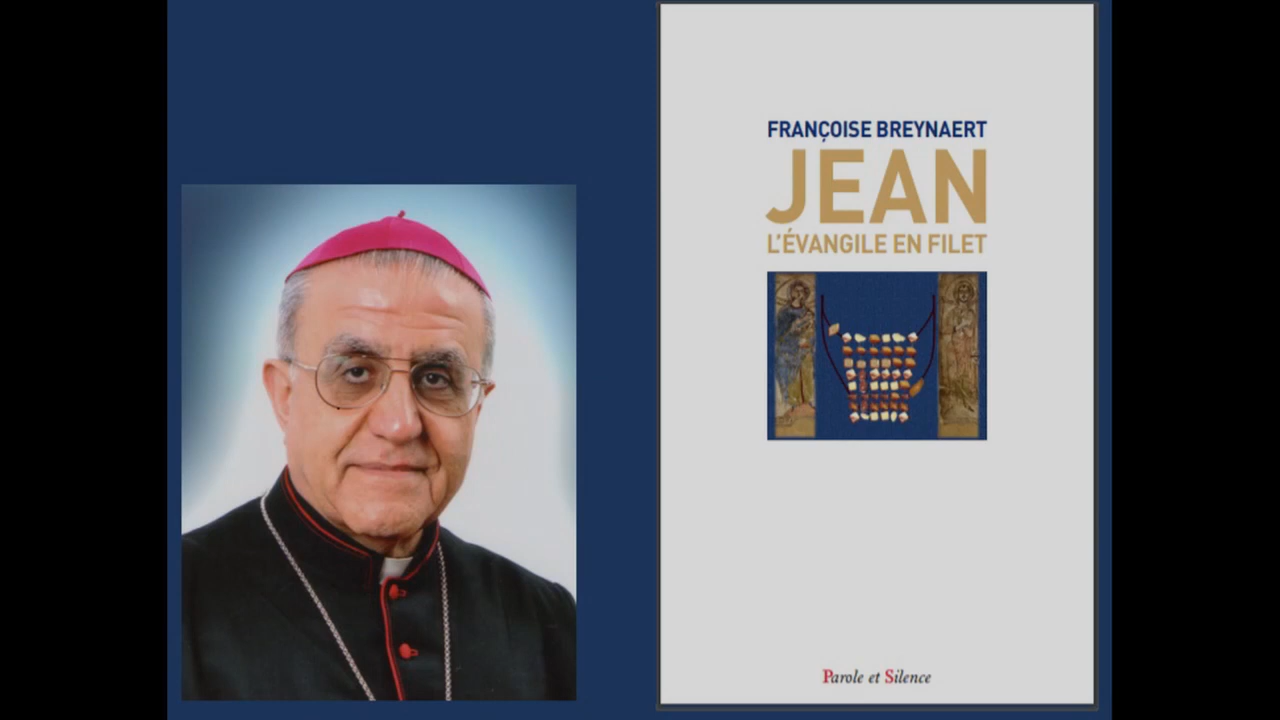 FRANÇOISE BREYNAERT
JEAN
L'ÉVANGILE EN FILET
Parole et Silence